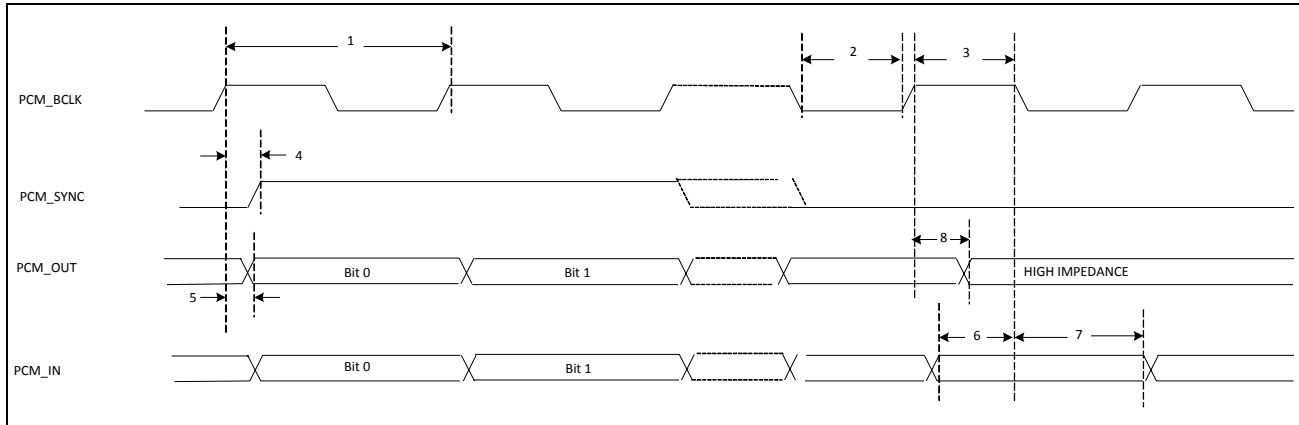 1
2
3
PCM_BCLK
4
PCM_SYNC
8
PCM_OUT
Bit 0
Bit 1
HIGH IMPEDANCE
5
6
7
PCM_IN
Bit 0
Bit 1